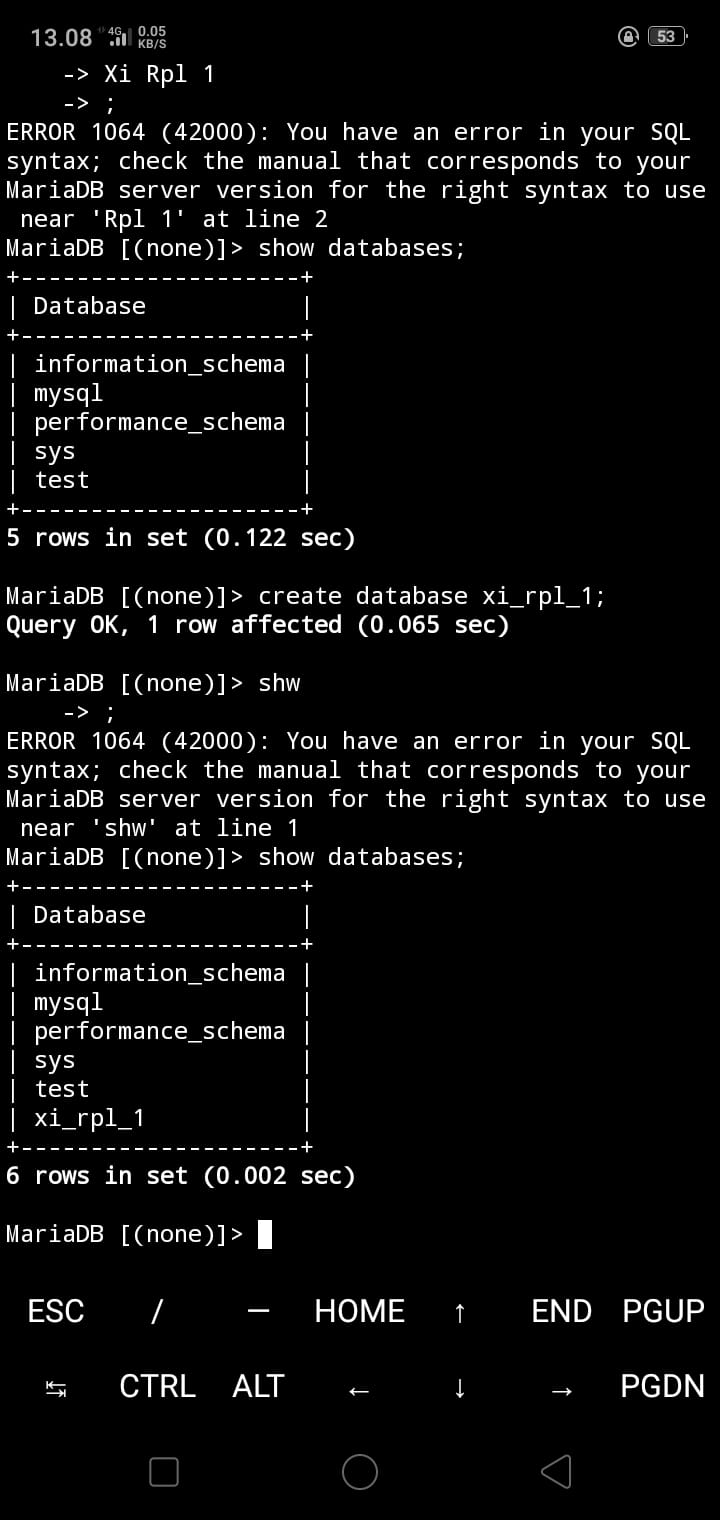 13.08 4G 0.05 KB/S 53
    -> Xi Rpl 1
    -> ;
ERROR 1064 (42000): You have an error in your SQL
syntax; check the manual that corresponds to your
MariaDB server version for the right syntax to use
 near 'Rpl 1' at line 2
MariaDB [(none)]> show databases;
+--------------------+
| Database           |
+--------------------+
| information_schema |
| mysql              |
| performance_schema |
| sys                |
| test               |
+--------------------+
5 rows in set (0.122 sec)

MariaDB [(none)]> create database xi_rpl_1;
Query OK, 1 row affected (0.065 sec)

MariaDB [(none)]> shw
    -> ;
ERROR 1064 (42000): You have an error in your SQL
syntax; check the manual that corresponds to your
MariaDB server version for the right syntax to use
 near 'shw' at line 1
MariaDB [(none)]> show databases;
+--------------------+
| Database           |
+--------------------+
| information_schema |
| mysql              |
| performance_schema |
| sys                |
| test               |
| xi_rpl_1           |
+--------------------+
6 rows in set (0.002 sec)

MariaDB [(none)]>
ESC / — HOME ↑ END PGUP
↹ CTRL ALT ← ↓ → PGDN